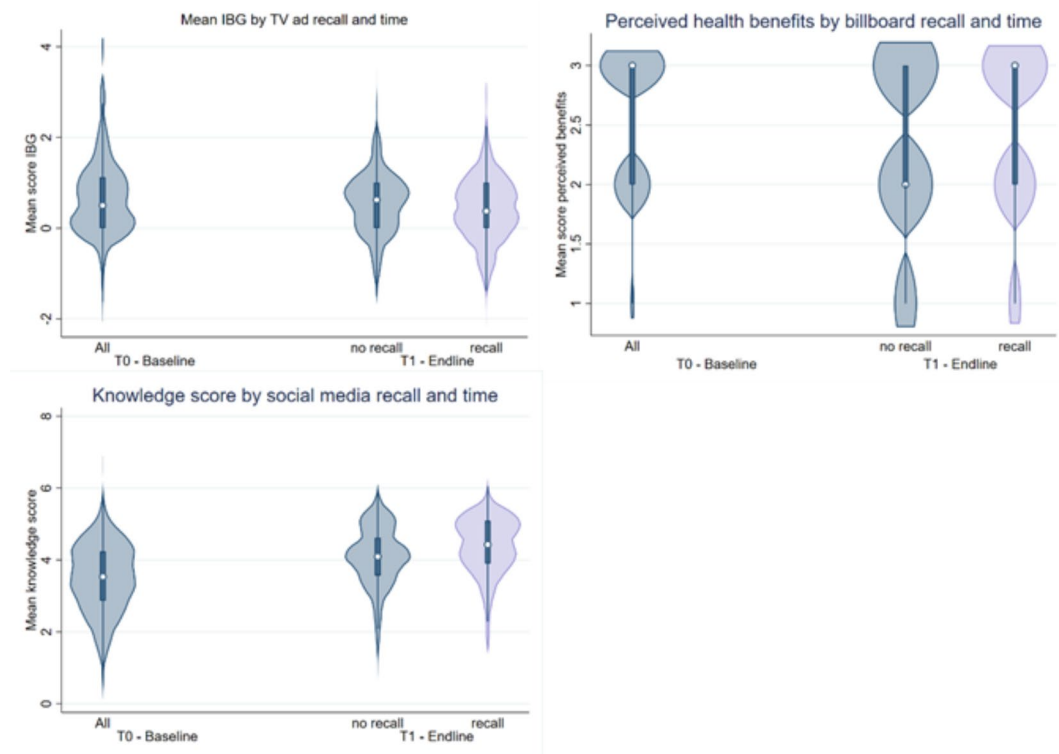 Mean IBG by TV ad recall and time
Mean score IBG
4
2
0
-2
All
no recall
recall
T0 - Baseline
T1 - Endline
Perceived health benefits by billboard recall and time
Mean score perceived benefits
3
2.5
2
1.5
1
All
no recall
recall
T0 - Baseline
T1 - Endline
Knowledge score by social media recall and time
Mean knowledge score
8
6
4
2
0
All
no recall
recall
T0 - Baseline
T1 - Endline